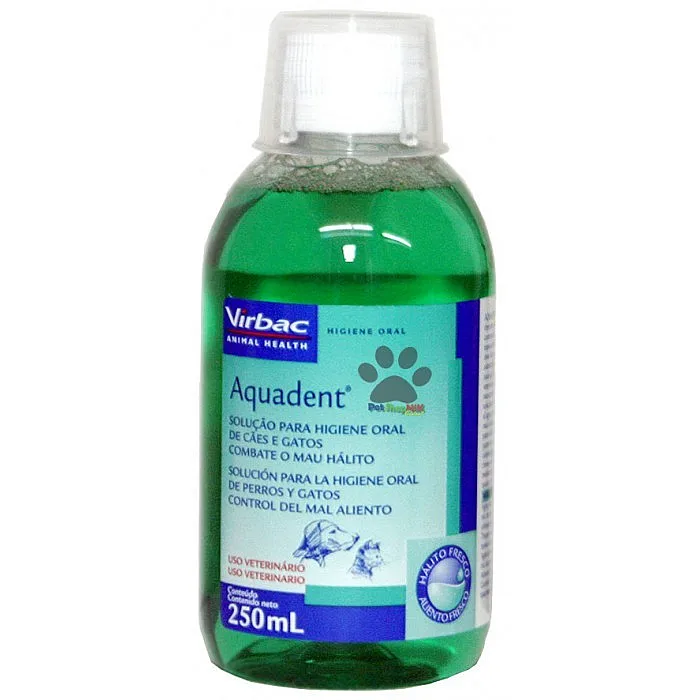 Virbac
ANIMAL HEALTH
HIGIENE ORAL
Aquadent®
SOLUÇÃO PARA HIGIENE ORAL
DE CÃES E GATOS
COMBATE O MAU HÁLITO
SOLUCIÓN PARA LA HIGIENE ORAL
DE PERROS Y GATOS
CONTROL DEL MAL ALIENTO
USO VETERINÁRIO
USO VETERINARIO
Conteúdo
Contenido neto
250mL
HÁLITO FRESCO
ALIENTO FRESCO